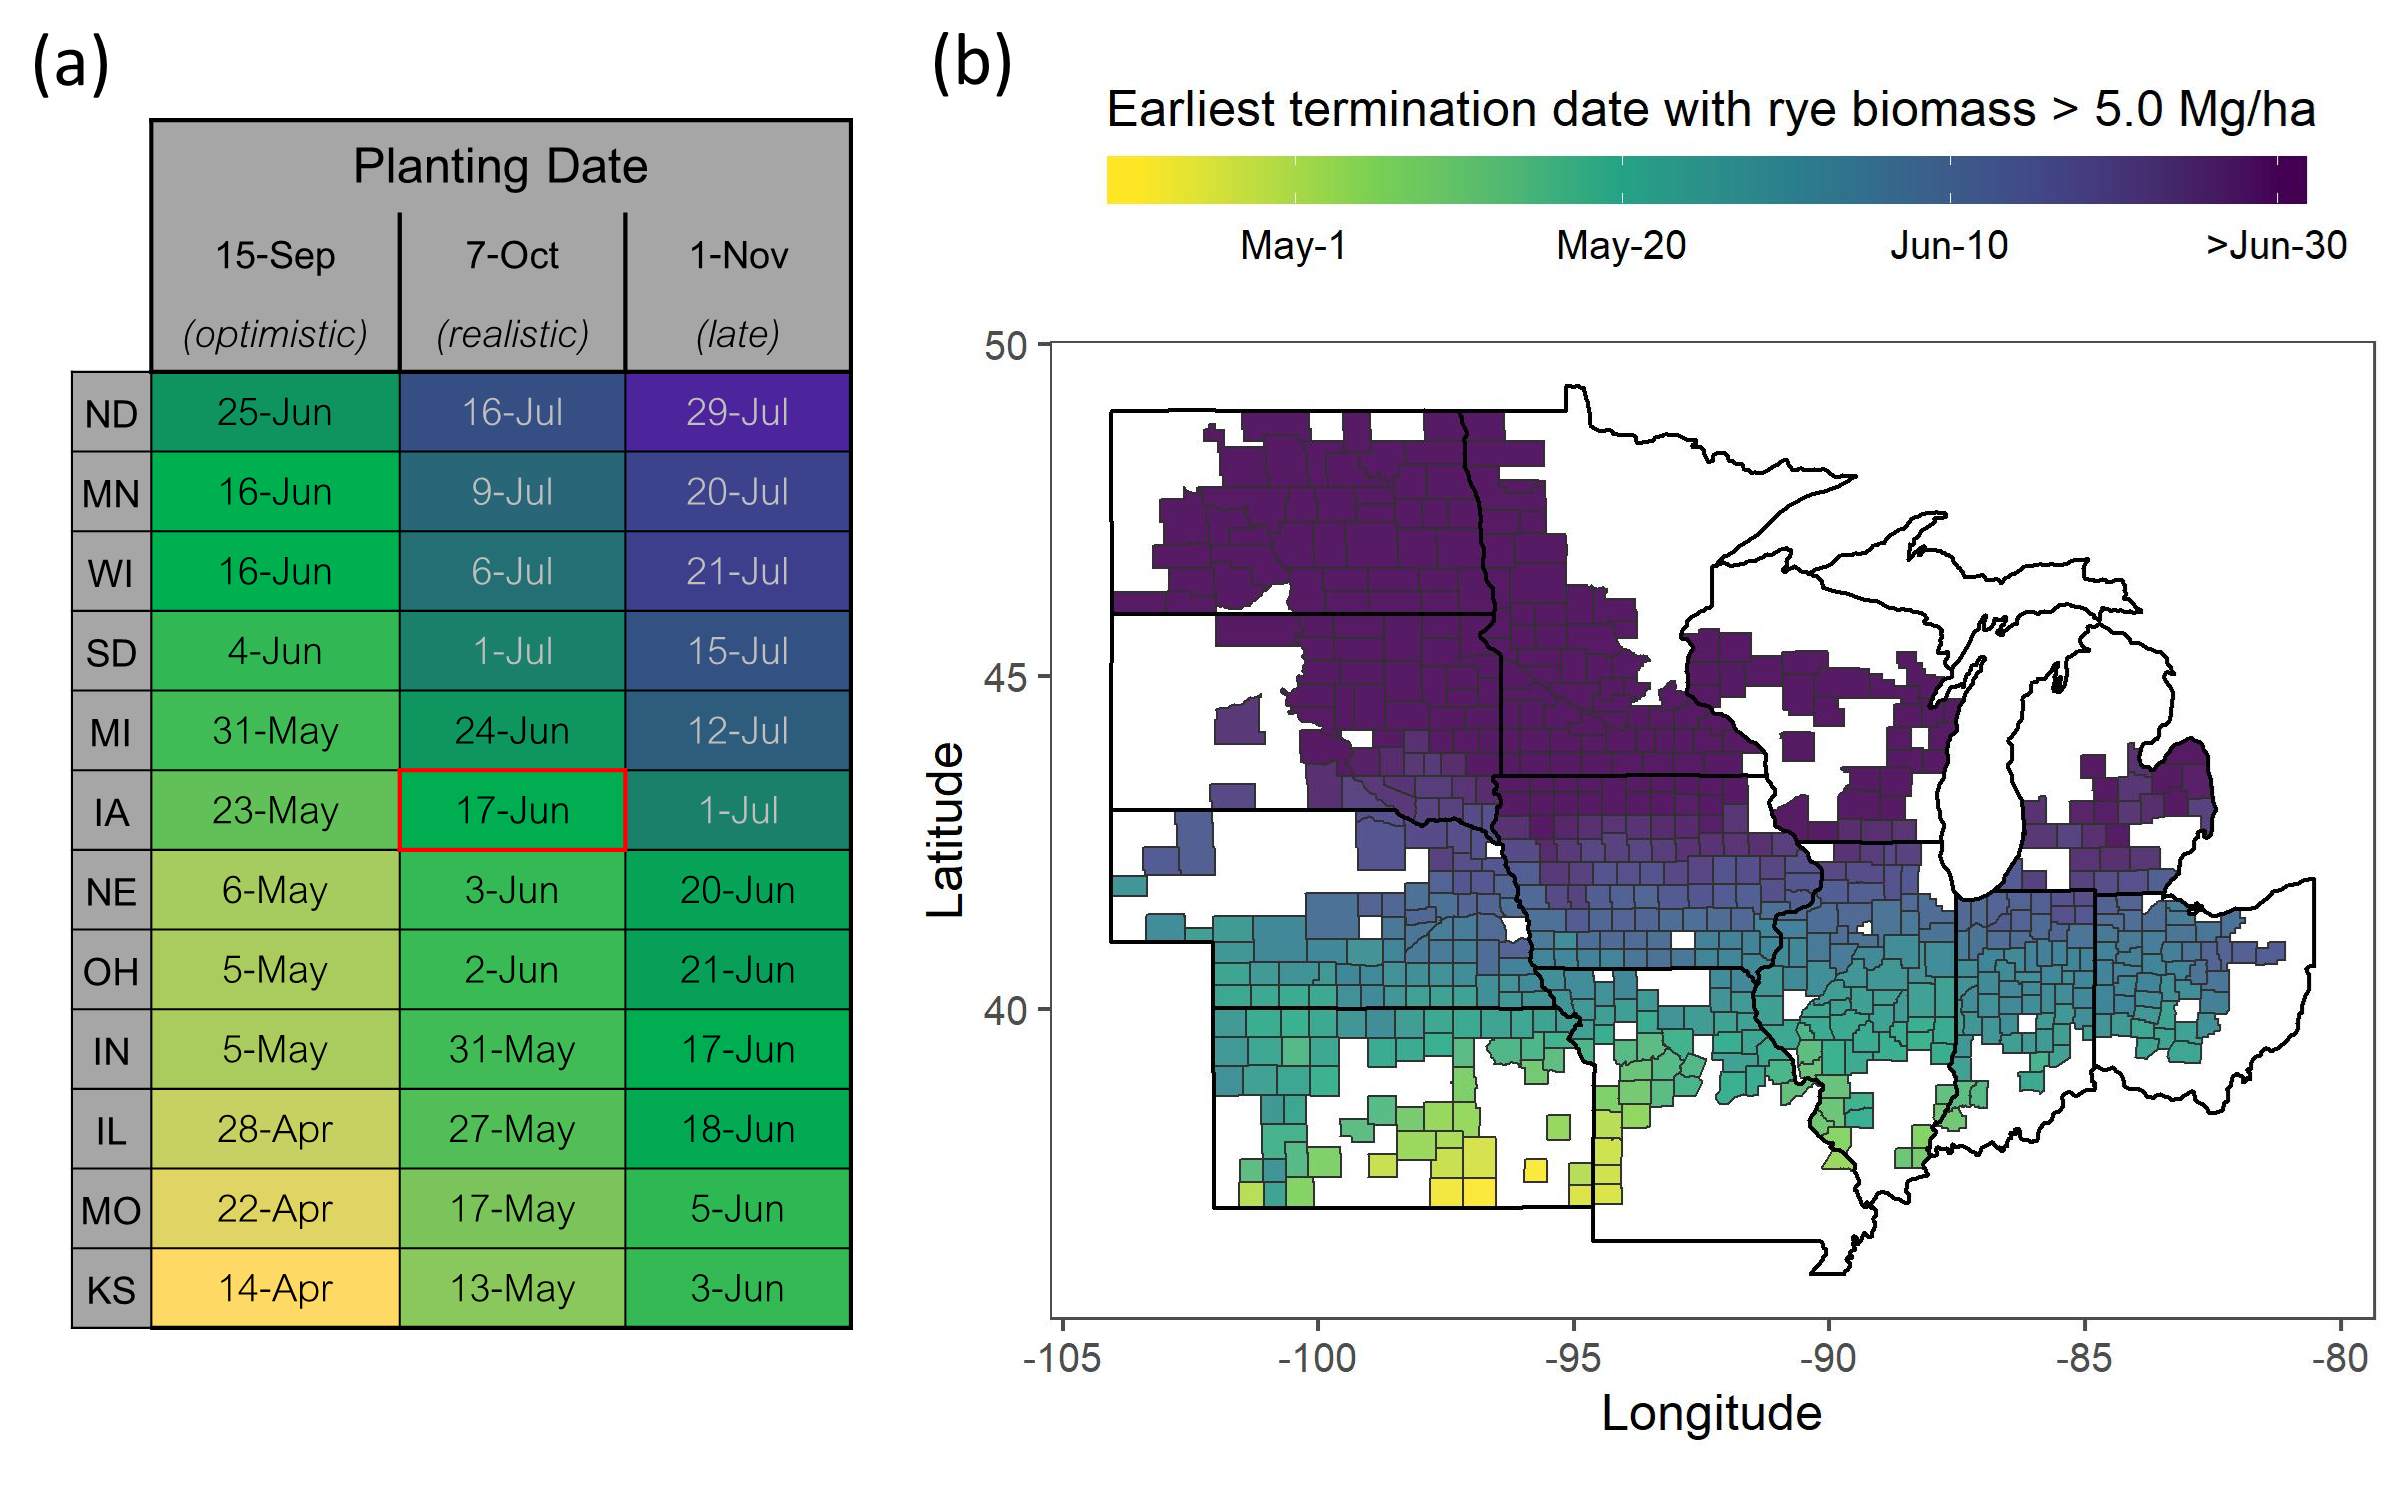 (a)
Planting Date
15-Sep 7-Oct 1-Nov
(optimistic) (realistic) (late)
ND 25-Jun 16-Jul 29-Jul
MN 16-Jun 9-Jul 20-Jul
WI 16-Jun 6-Jul 21-Jul
SD 4-Jun 1-Jul 15-Jul
MI 31-May 24-Jun 12-Jul
IA 23-May 17-Jun 1-Jul
NE 6-May 3-Jun 20-Jun
OH 5-May 2-Jun 21-Jun
IN 5-May 31-May 17-Jun
IL 28-Apr 27-May 18-Jun
MO 22-Apr 17-May 5-Jun
KS 14-Apr 13-May 3-Jun
(b)
Earliest termination date with rye biomass > 5.0 Mg/ha
May-1 May-20 Jun-10 >Jun-30
50
45
40
Latitude
-105 -100 -95 -90 -85 -80
Longitude